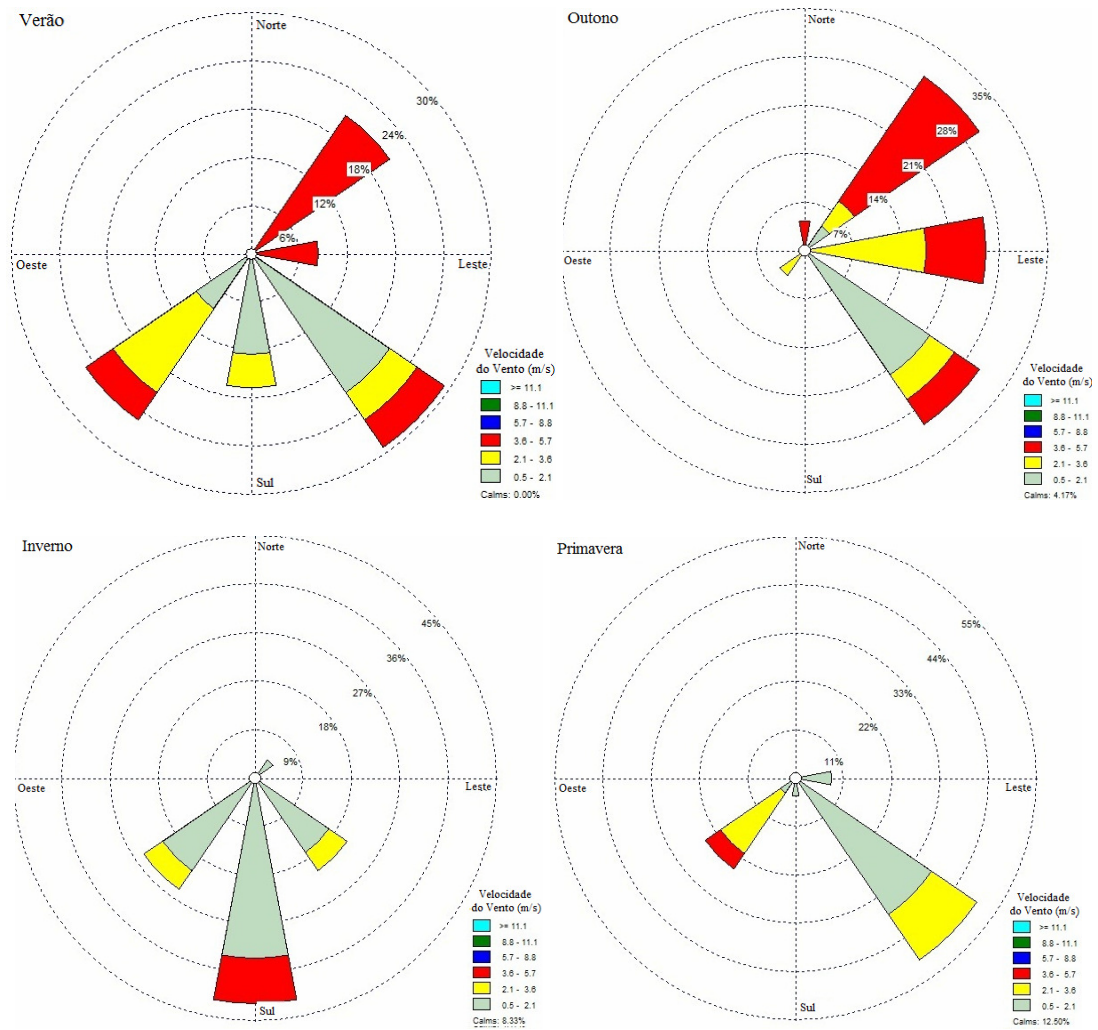 Verão
Norte
30%
24%
18%
12%
6%
Oeste
Leste
Sul
Velocidade
do Vento (m/s)
>= 11.1
8.8 - 11.1
5.7 - 8.8
3.6 - 5.7
2.1 - 3.6
0.5 - 2.1
Calms: 0.00%
Outono
Norte
35%
28%
21%
14%
7%
Oeste
Leste
Sul
Velocidade
do Vento (m/s)
>= 11.1
8.8 - 11.1
5.7 - 8.8
3.6 - 5.7
2.1 - 3.6
0.5 - 2.1
Calms: 4.17%
Inverno
Norte
45%
36%
27%
18%
9%
Oeste
Leste
Sul
Velocidade
do Vento (m/s)
>= 11.1
8.8 - 11.1
5.7 - 8.8
3.6 - 5.7
2.1 - 3.6
0.5 - 2.1
Calms: 8.33%
Primavera
Norte
55%
44%
33%
22%
11%
Oeste
Leste
Sul
Velocidade
do Vento (m/s)
>= 11.1
8.8 - 11.1
5.7 - 8.8
3.6 - 5.7
2.1 - 3.6
0.5 - 2.1
Calms: 12.50%